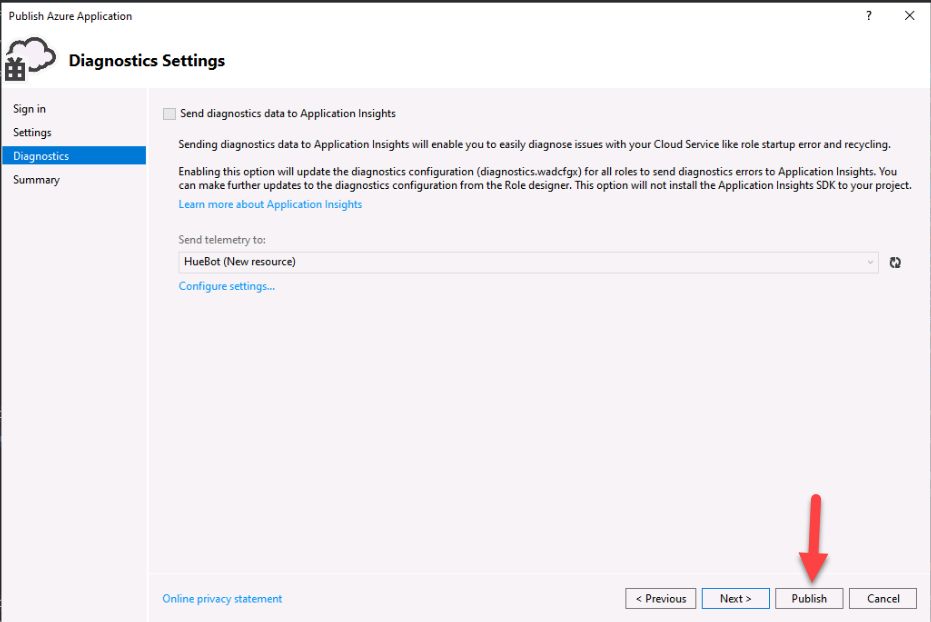 Publish Azure Application
?
Diagnostics Settings
Sign in
Settings
Diagnostics
Summary
Send diagnostics data to Application Insights
Sending diagnostics data to Application Insights will enable you to easily diagnose issues with your Cloud Service like role startup error and recycling.
Enabling this option will update the diagnostics configuration (diagnostics.wadcfgx) for all roles to send diagnostics errors to Application Insights. You
can make further updates to the diagnostics configuration from the Role designer. This option will not install the Application Insights SDK to your project.
Learn more about Application Insights
Send telemetry to:
HueBot (New resource)
Configure settings...
Online privacy statement
< Previous
Next >
Publish
Cancel